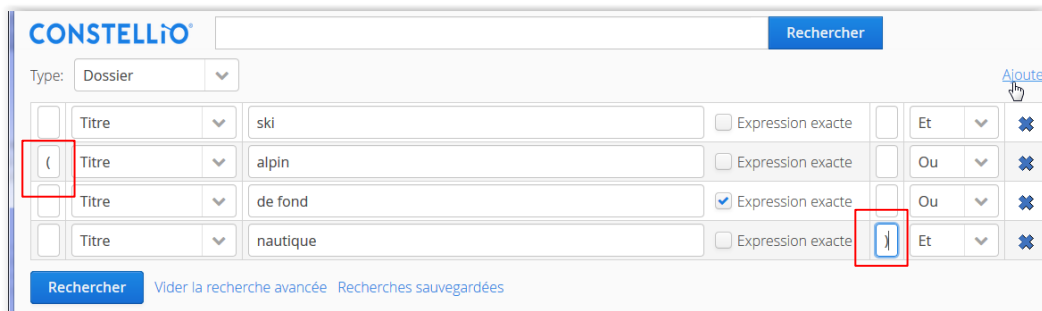 CONSTELLiO® Rechercher
Type: Dossier Ajoute
Titre ski Expression exacte Et
( Titre alpin Expression exacte Ou
Titre de fond Expression exacte Ou
Titre nautique Expression exacte ) Et
Rechercher Vider la recherche avancée Recherches sauvegardées